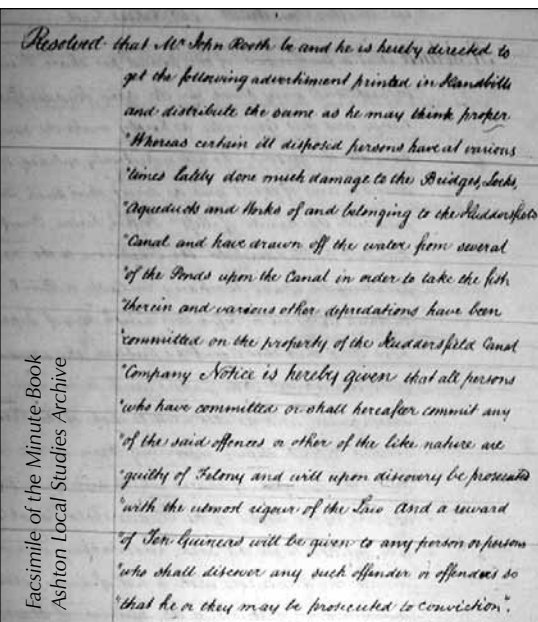 Resolved that Mr John Rooth be and he is hereby directed to
get the following advertisment printed in Handbills
and distribute the same as he may think proper
"Whereas certain ill disposed persons have at various
"times lately done much damage to the Bridges, Locks,
"Aqueducts and Works of and belonging to the Huddersfield
"Canal and have drawn off the water from several
"of the Ponds upon the Canal in order to take the fish
"therein and various other depredations have been
"committed on the property of the Huddersfield Canal
"Company Notice is hereby given that all persons
"who have committed or shall hereafter commit any
"of the said offences or other of the like nature are
"guilty of Felony and will upon discovery be prosecuted
"with the utmost rigour of the Law And a reward
"of Ten Guineas will be given to any person or persons
"who shall discover any such offender or offenders so
"that he or they may be prosecuted to conviction".
Facsimile of the Minute-Book
Ashton Local Studies Archive